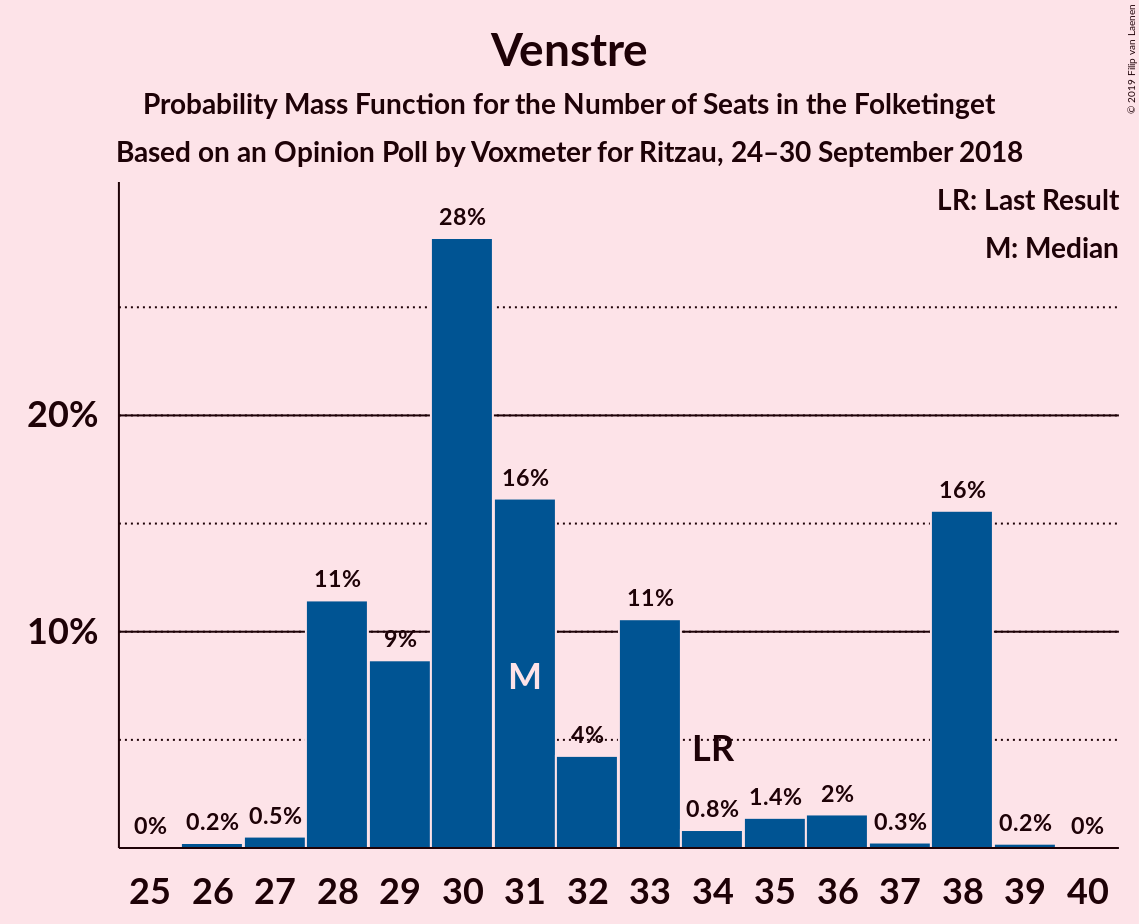 Venstre
Probability Mass Function for the Number of Seats in the Folketinget
Based on an Opinion Poll by Voxmeter for Ritzau, 24–30 September 2018
© 2019 Filip van Laenen
LR: Last Result
M: Median
28%
20%
16%
16%
11%
11%
10%
9%
M
4%
LR
0%
0.2%
0.5%
0.8%
1.4%
2%
0.3%
0.2%
0%
25 26 27 28 29 30 31 32 33 34 35 36 37 38 39 40